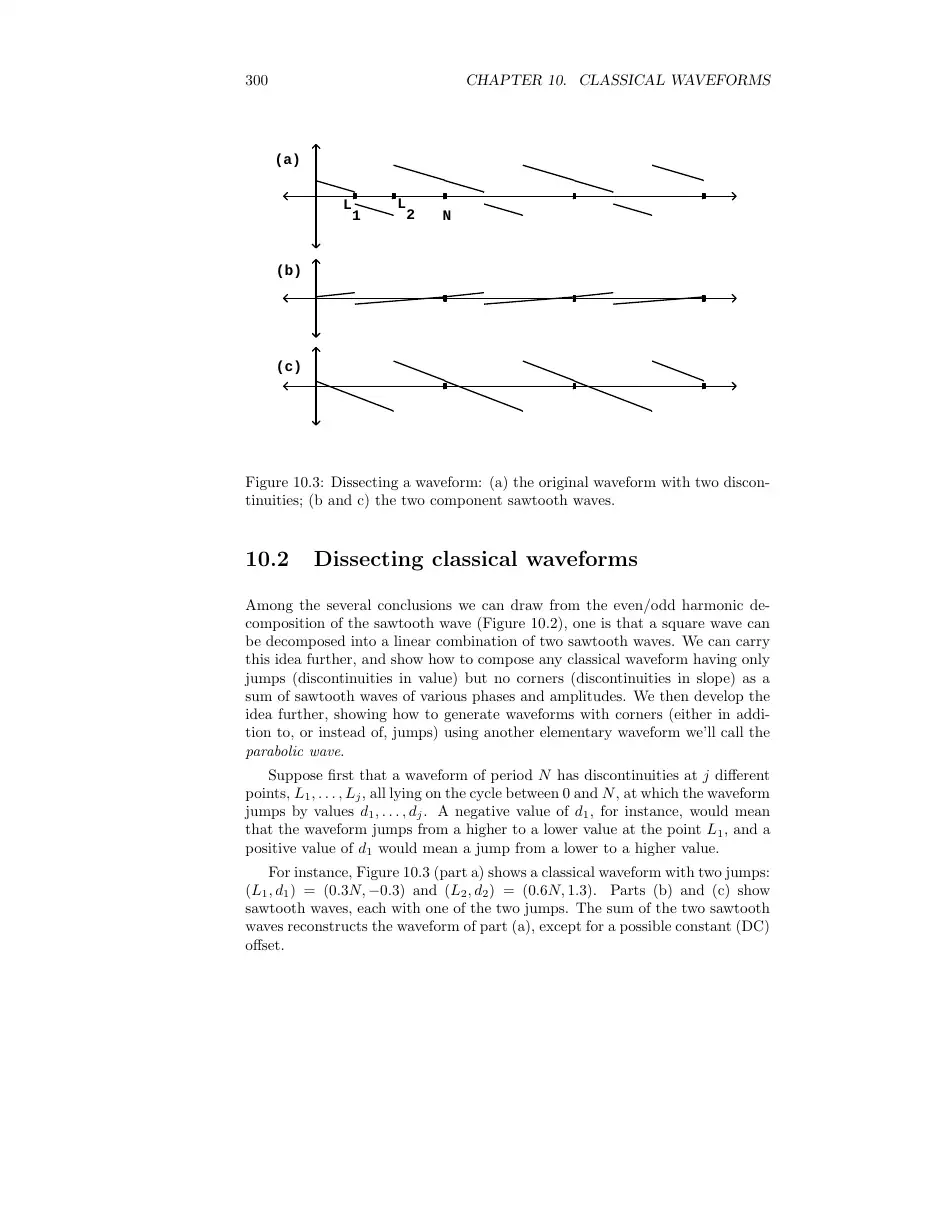 300 CHAPTER 10. CLASSICAL WAVEFORMS
(a)
L1 L2 N
(b)
(c)
Figure 10.3: Dissecting a waveform: (a) the original waveform with two discon-
tinuities; (b and c) the two component sawtooth waves.
10.2 Dissecting classical waveforms
Among the several conclusions we can draw from the even/odd harmonic de-
composition of the sawtooth wave (Figure 10.2), one is that a square wave can
be decomposed into a linear combination of two sawtooth waves. We can carry
this idea further, and show how to compose any classical waveform having only
jumps (discontinuities in value) but no corners (discontinuities in slope) as a
sum of sawtooth waves of various phases and amplitudes. We then develop the
idea further, showing how to generate waveforms with corners (either in addi-
tion to, or instead of, jumps) using another elementary waveform we'll call the
parabolic wave.
Suppose first that a waveform of period N has discontinuities at j different
points, L1, . . . , Lj, all lying on the cycle between 0 and N, at which the waveform
jumps by values d1, . . . , dj. A negative value of d1, for instance, would mean
that the waveform jumps from a higher to a lower value at the point L1, and a
positive value of d1 would mean a jump from a lower to a higher value.
For instance, Figure 10.3 (part a) shows a classical waveform with two jumps:
(L1, d1) = (0.3N, −0.3) and (L2, d2) = (0.6N, 1.3). Parts (b) and (c) show
sawtooth waves, each with one of the two jumps. The sum of the two sawtooth
waves reconstructs the waveform of part (a), except for a possible constant (DC)
offset.